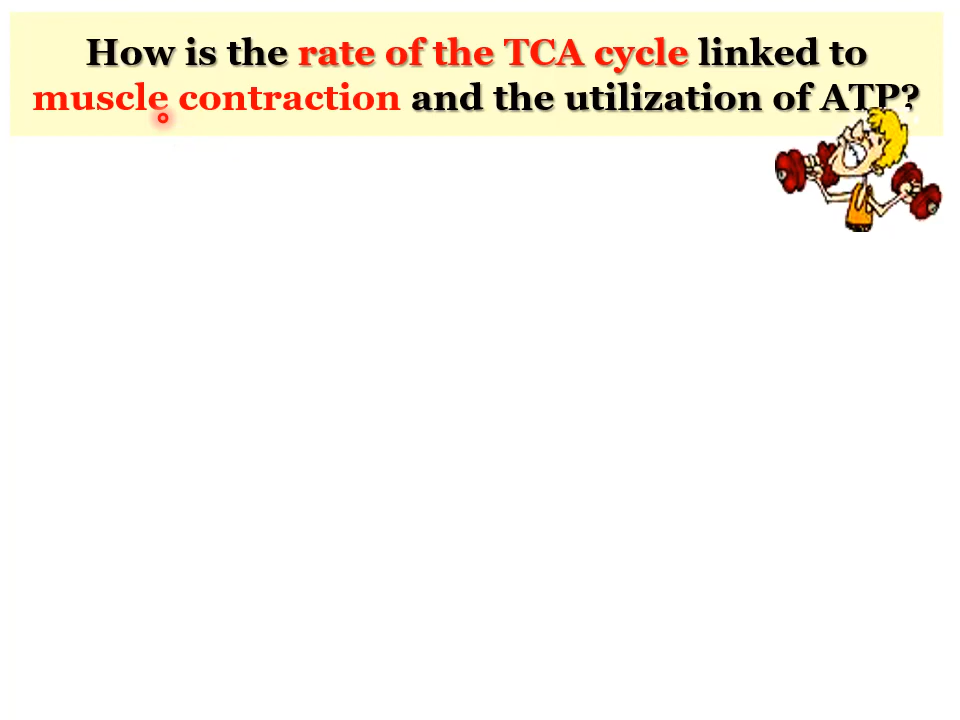 How is the rate of the TCA cycle linked to
muscle contraction and the utilization of ATP?